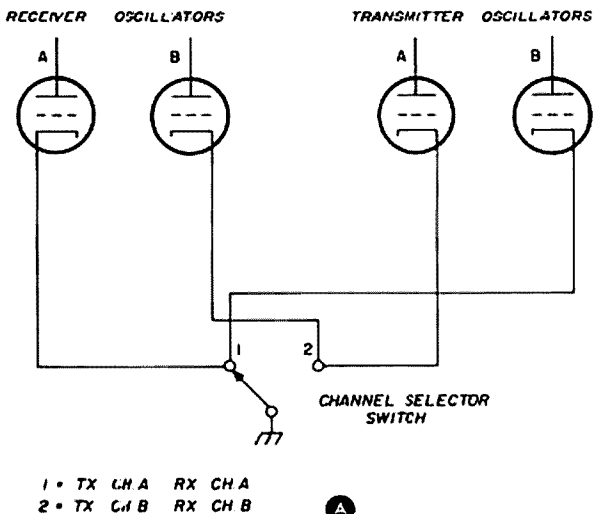 RECEIVER OSCILLATORS TRANSMITTER OSCILLATORS
A B A B
1 2
CHANNEL SELECTOR
SWITCH
1 = TX CH. A RX CH. A
2 = TX CH B RX CH. B
A